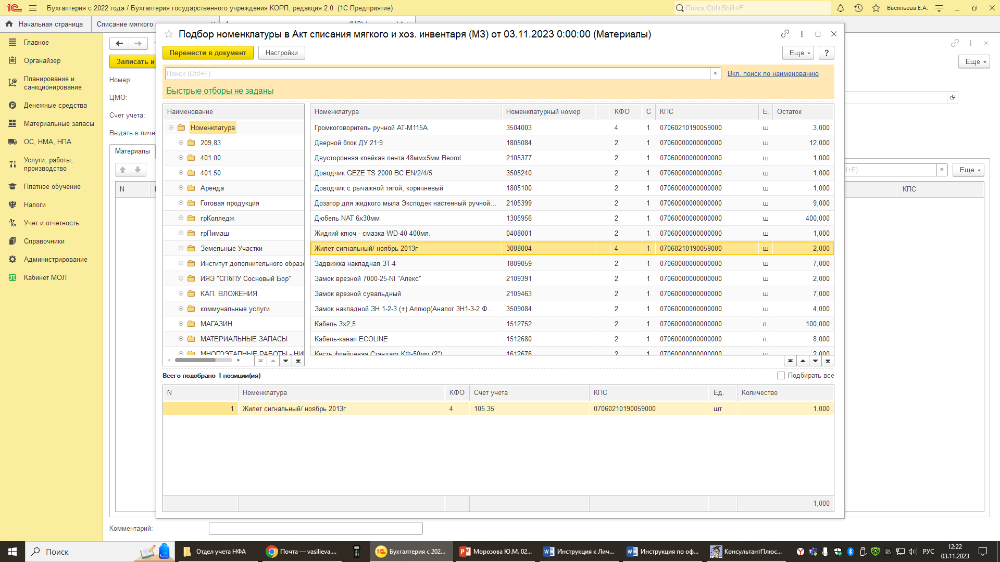 Бухгалтерия с 2022 года / Бухгалтерия государственного учреждения КОРП, редакция 2.0 (1С:Предприятие)
Поиск Ctrl+Shift+F
Васильева Е.А.
Начальная страница
Списание мягкого
Главное
Органайзер
Планирование и
санкционирование
Денежные средства
Материальные запасы
ОС, НМА, НПА
Услуги, работы,
производство
Платное обучение
Налоги
Учет и отчетность
Справочники
Администрирование
Кабинет МОЛ
Записать и
Номер:
ЦМО:
Счет учета:
Выдать в личн
Материалы
N
Еще
Еще
КПС
Комментарий:
Подбор номенклатуры в Акт списания мягкого и хоз. инвентаря (МЗ) от 03.11.2023 0:00:00 (Материалы)
Перенести в документ
Настройки
Еще
?
Поиск (Ctrl+F)
×
Вкл. поиск по наименованию
Быстрые отборы не заданы
Наименование
Номенклатура
209,83
401.00
401.50
Аренда
Готовая продукция
грКолледж
грПимаш
Земельные Участки
Институт дополнительного образо
ИЯЭ "СПбПУ Сосновый Бор"
КАП. ВЛОЖЕНИЯ
коммунальные услуги
МАГАЗИН
МАТЕРИАЛЬНЫЕ ЗАПАСЫ
МНОГОЭТАПНЫЕ РАБОТЫ - НИ
Номенклатура Номенклатурный номер КФО С КПС Е. Остаток
Громкоговоритель ручной АТ-М115А 3504003 4 1. 07060210190059000 ш 3,000
Дверной блок ДУ 21-9 1805084 2 1. 07060000000000000 ш 12,000
Двусторонняя клейкая лента 48ммх5мм Beorol 2105377 2 1. 07060000000000000 ш 1,000
Доводчик GEZE TS 2000 BC EN/2/4/5 3505240 2 1. 07060000000000000 ш 1,000
Доводчик с рычажной тягой, коричневый 1805100 2 1. 07060000000000000 ш 1,000
Дозатор для жидкого мыла Эксподек настенный ручной... 2105399 2 1. 07060000000000000 ш 9,000
Дюбель NAT 6х30мм 1305956 2 1. 07060000000000000 ш 400,000
Жидкий ключ - смазка WD-40 400мл. 0408001 2 1. 07060000000000000 ш 1,000
Жилет сигнальный/ ноябрь 2013г 3008004 4 1. 07060210190059000 ш 2,000
Задвижка накладная ЗТ-4 1809059 2 1. 07060000000000000 ш 7,000
Замок врезной 7000-25-NI "Апекс" 2109391 2 1. 07060000000000000 ш 2,000
Замок врезной сувальдный 2109463 2 1. 07060000000000000 ш 7,000
Замок накладной ЗН 1-2-3 (+) Аллюр(Аналог ЗН1-3-2 Ф... 3509084 2 1. 07060000000000000 ш 4,000
Кабель 3х2,5 1512752 2 1. 07060000000000000 п. 100,000
Кабель-канал ECOLINE 1512680 2 1. 07060000000000000 п. 8,000
Кисть флейцевая Стандарт КФ-50мм (2") 1612676 2 1. 07060000000000000 ш 2,000
Всего подобрано 1 позиции(ия)
Подбирать все
N Номенклатура КФО Счет учета КПС Ед. Количество
1 Жилет сигнальный/ ноябрь 2013г 4 105.35 07060210190059000 шт 1,000
1,000
Поиск
Отдел учета НФА
Почта — vasilieva....
Бухгалтерия с 202...
Морозова Ю.М. 02...
Инструкция к Лич...
Инструкция по оф...
КонсультантПлюс...
РУС
12:22
03.11.2023